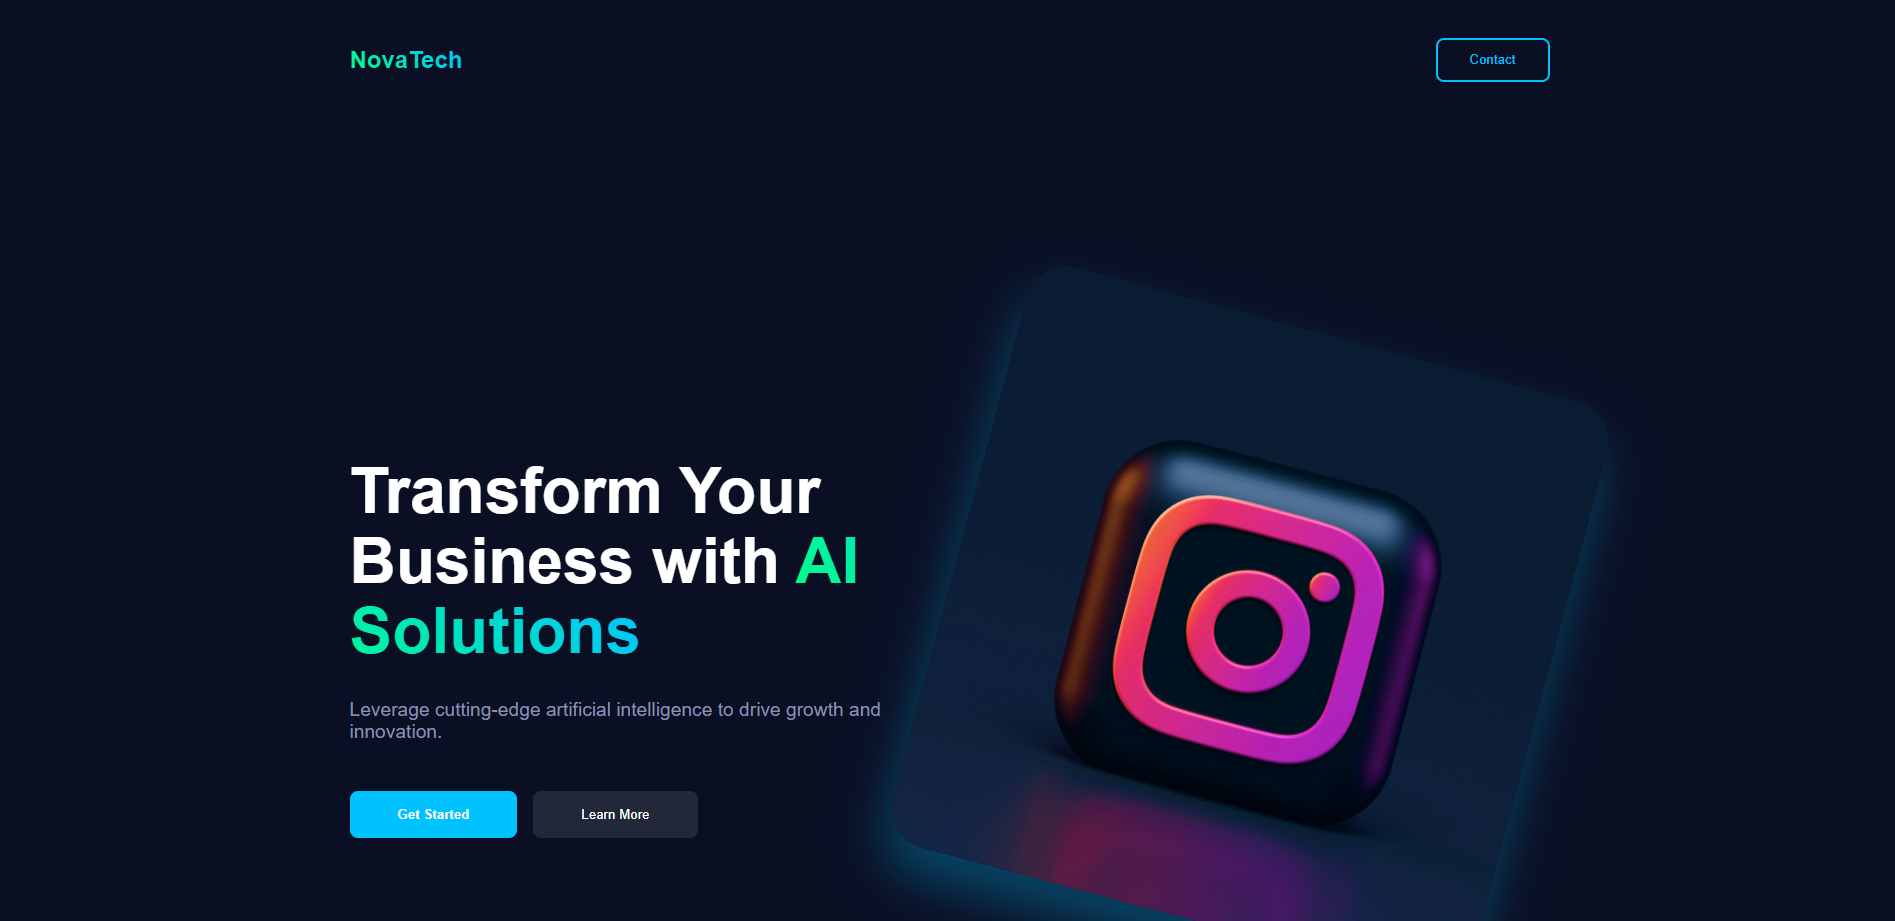 NovaTech
Contact
Transform Your
Business with AI
Solutions
Leverage cutting-edge artificial intelligence to drive growth and
innovation.
Get Started
Learn More